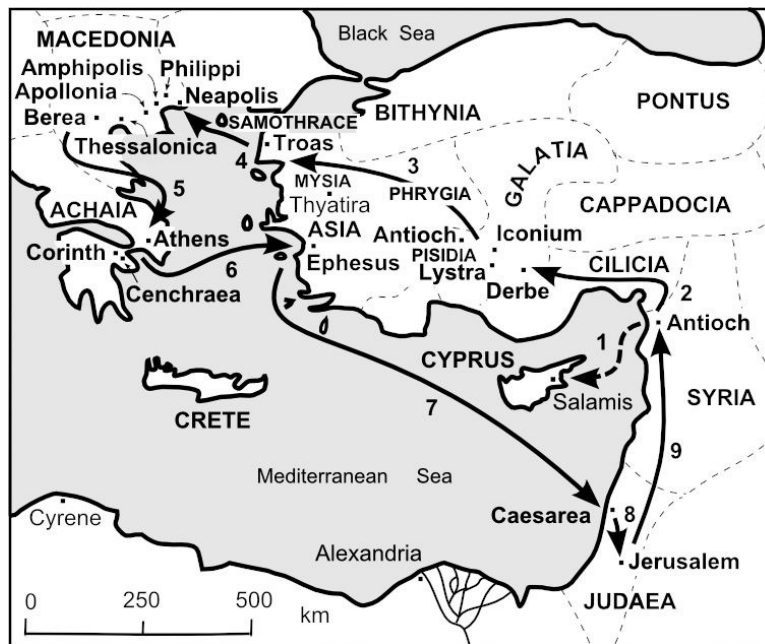 Black Sea
MACEDONIA
Amphipolis
Philippi
Apollonia
Neapolis
Berea
SAMOTHRACE
BITHYNIA
PONTUS
Thessalonica
4
Troas
3
GALATIA
5
MYSIA
PHRYGIA
Thyatira
CAPPADOCIA
ACHAIA
ASIA
Antioch
Iconium
Athens
Corinth
6
Ephesus
PISIDIA
Lystra
CILICIA
Cenchraea
Derbe
2
Antioch
1
CYPRUS
Salamis
SYRIA
CRETE
7
9
Mediterranean Sea
Caesarea
8
Cyrene
Alexandria
Jerusalem
JUDAEA
0 250 500
km